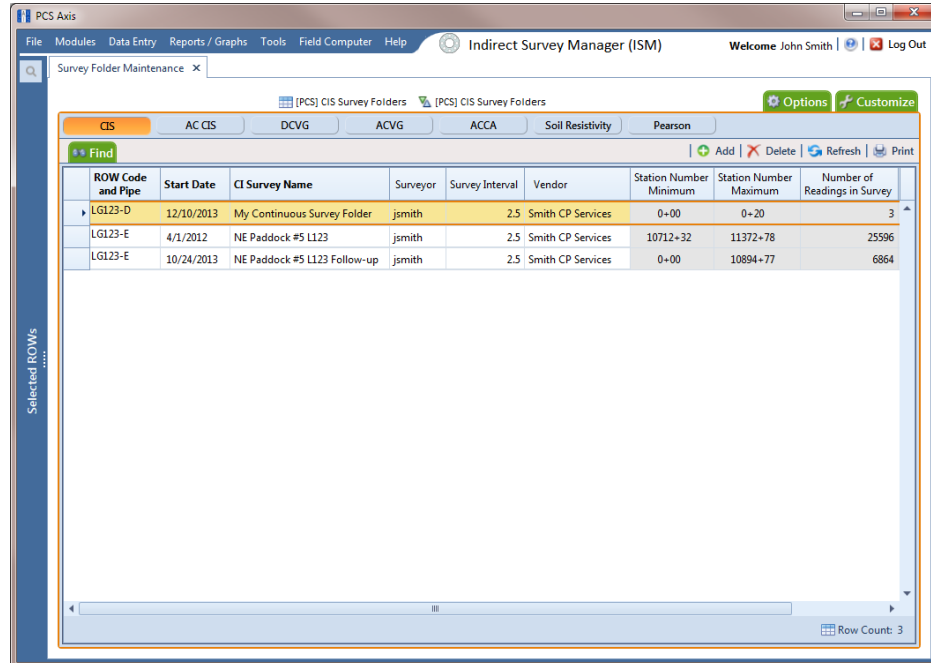 PCS Axis
File Modules Data Entry Reports / Graphs Tools Field Computer Help Indirect Survey Manager (ISM) Welcome John Smith | | Log Out
Survey Folder Maintenance
[PCS] CIS Survey Folders [PCS] CIS Survey Folders Options Customize
CIS AC CIS DCVG ACVG ACCA Soil Resistivity Pearson
Find | Add | Delete | Refresh | Print
ROW Code and Pipe Start Date CI Survey Name Surveyor Survey Interval Vendor Station Number Minimum Station Number Maximum Number of Readings in Survey
LG123-D 12/10/2013 My Continuous Survey Folder jsmith 2.5 Smith CP Services 0+00 0+20 3
LG123-E 4/1/2012 NE Paddock #5 L123 jsmith 2.5 Smith CP Services 10712+32 11372+78 25596
LG123-E 10/24/2013 NE Paddock #5 L123 Follow-up jsmith 2.5 Smith CP Services 0+00 10894+77 6864
Selected ROWs
Row Count: 3